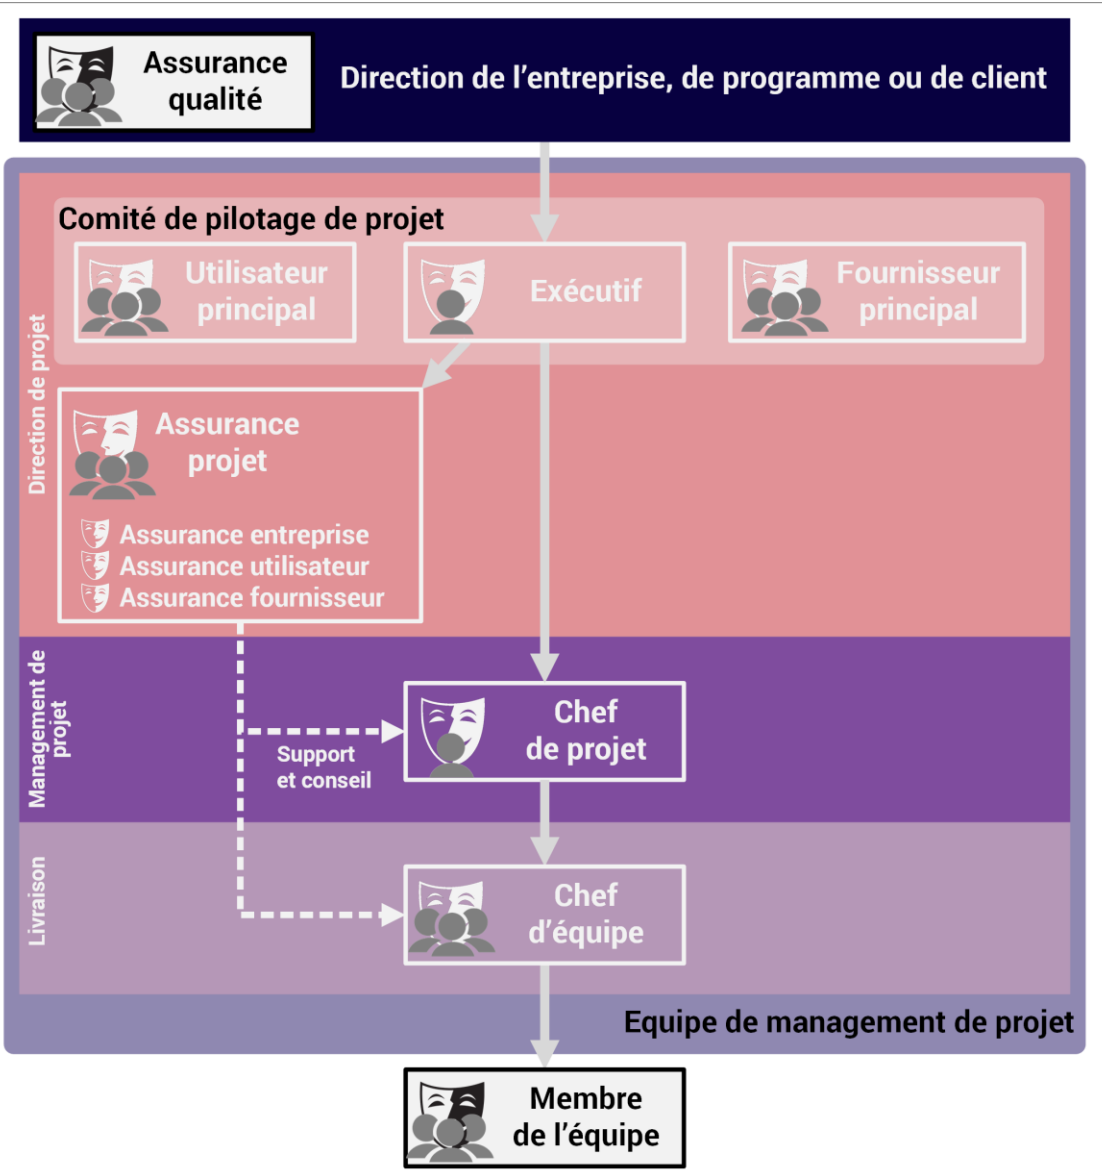 Assurance
qualité
Direction de l'entreprise, de programme ou de client
Comité de pilotage de projet
Utilisateur
principal
Exécutif
Fournisseur
principal
Direction de projet
Assurance
projet
Assurance entreprise
Assurance utilisateur
Assurance fournisseur
Management de
projet
Chef
de projet
Support
et conseil
Livraison
Chef
d'équipe
Equipe de management de projet
Membre
de l'équipe